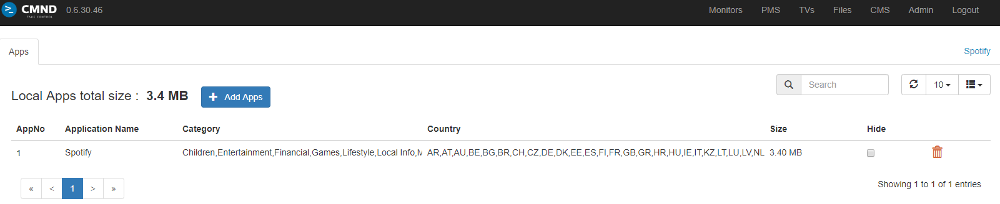 CMND
TAKE CONTROL
0.6.30.46
Monitors PMS TVs Files CMS Admin Logout
Apps
Spotify
Local Apps total size : 3.4 MB
Add Apps
Search
10
AppNo Application Name Category Country Size Hide
1 Spotify Children,Entertainment,Financial,Games,Lifestyle,Local Info,M AR,AT,AU,BE,BG,BR,CH,CZ,DE,DK,EE,ES,FI,FR,GB,GR,HR,HU,IE,IT,KZ,LT,LU,LV,NL 3.40 MB
« < 1 > »
Showing 1 to 1 of 1 entries